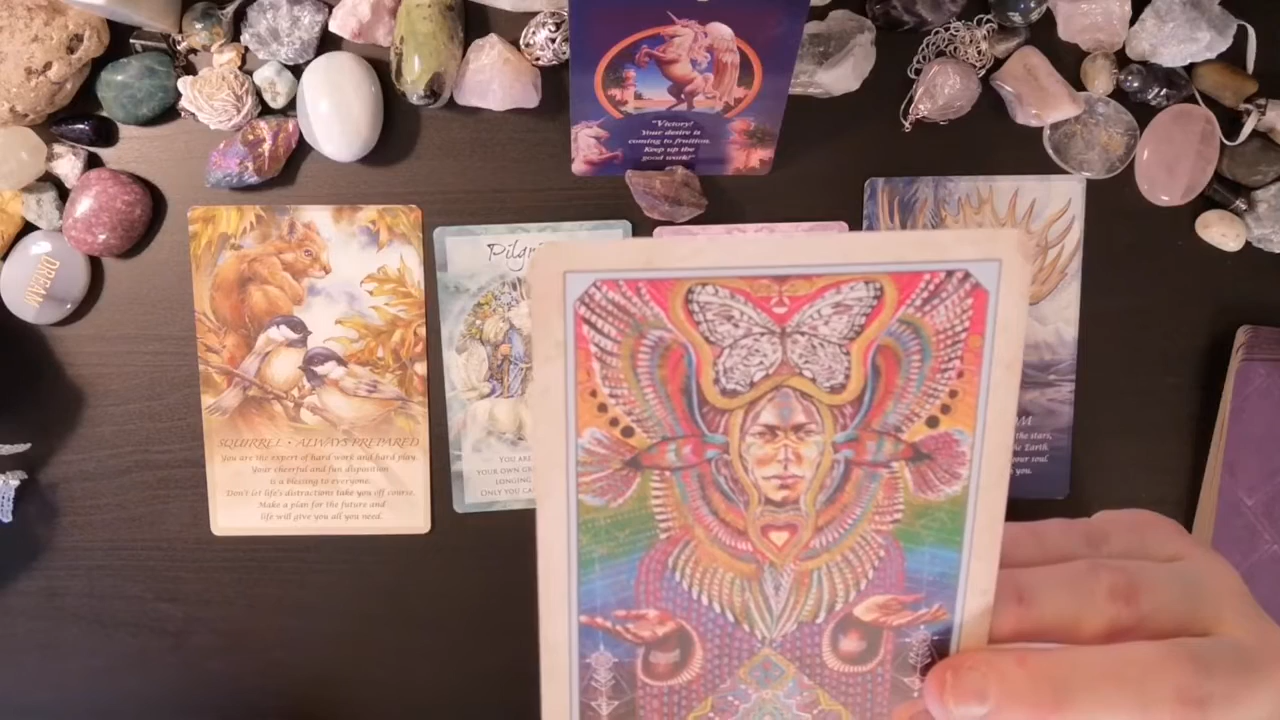 "Victory!
Your desire is
coming to fruition.
Keep up the
good work!"
DREAM
SQUIRREL • ALWAYS PREPARED
You are the expert of hard work and hard play.
Your cheerful and fun disposition
is a blessing to everyone.
Don't let life's distractions take you off course.
Make a plan for the future and
life will give you all you need.
YOU ARE
YOUR OWN
LONGING
ONLY YOU
the stars,
the Earth.
your soul.
you.